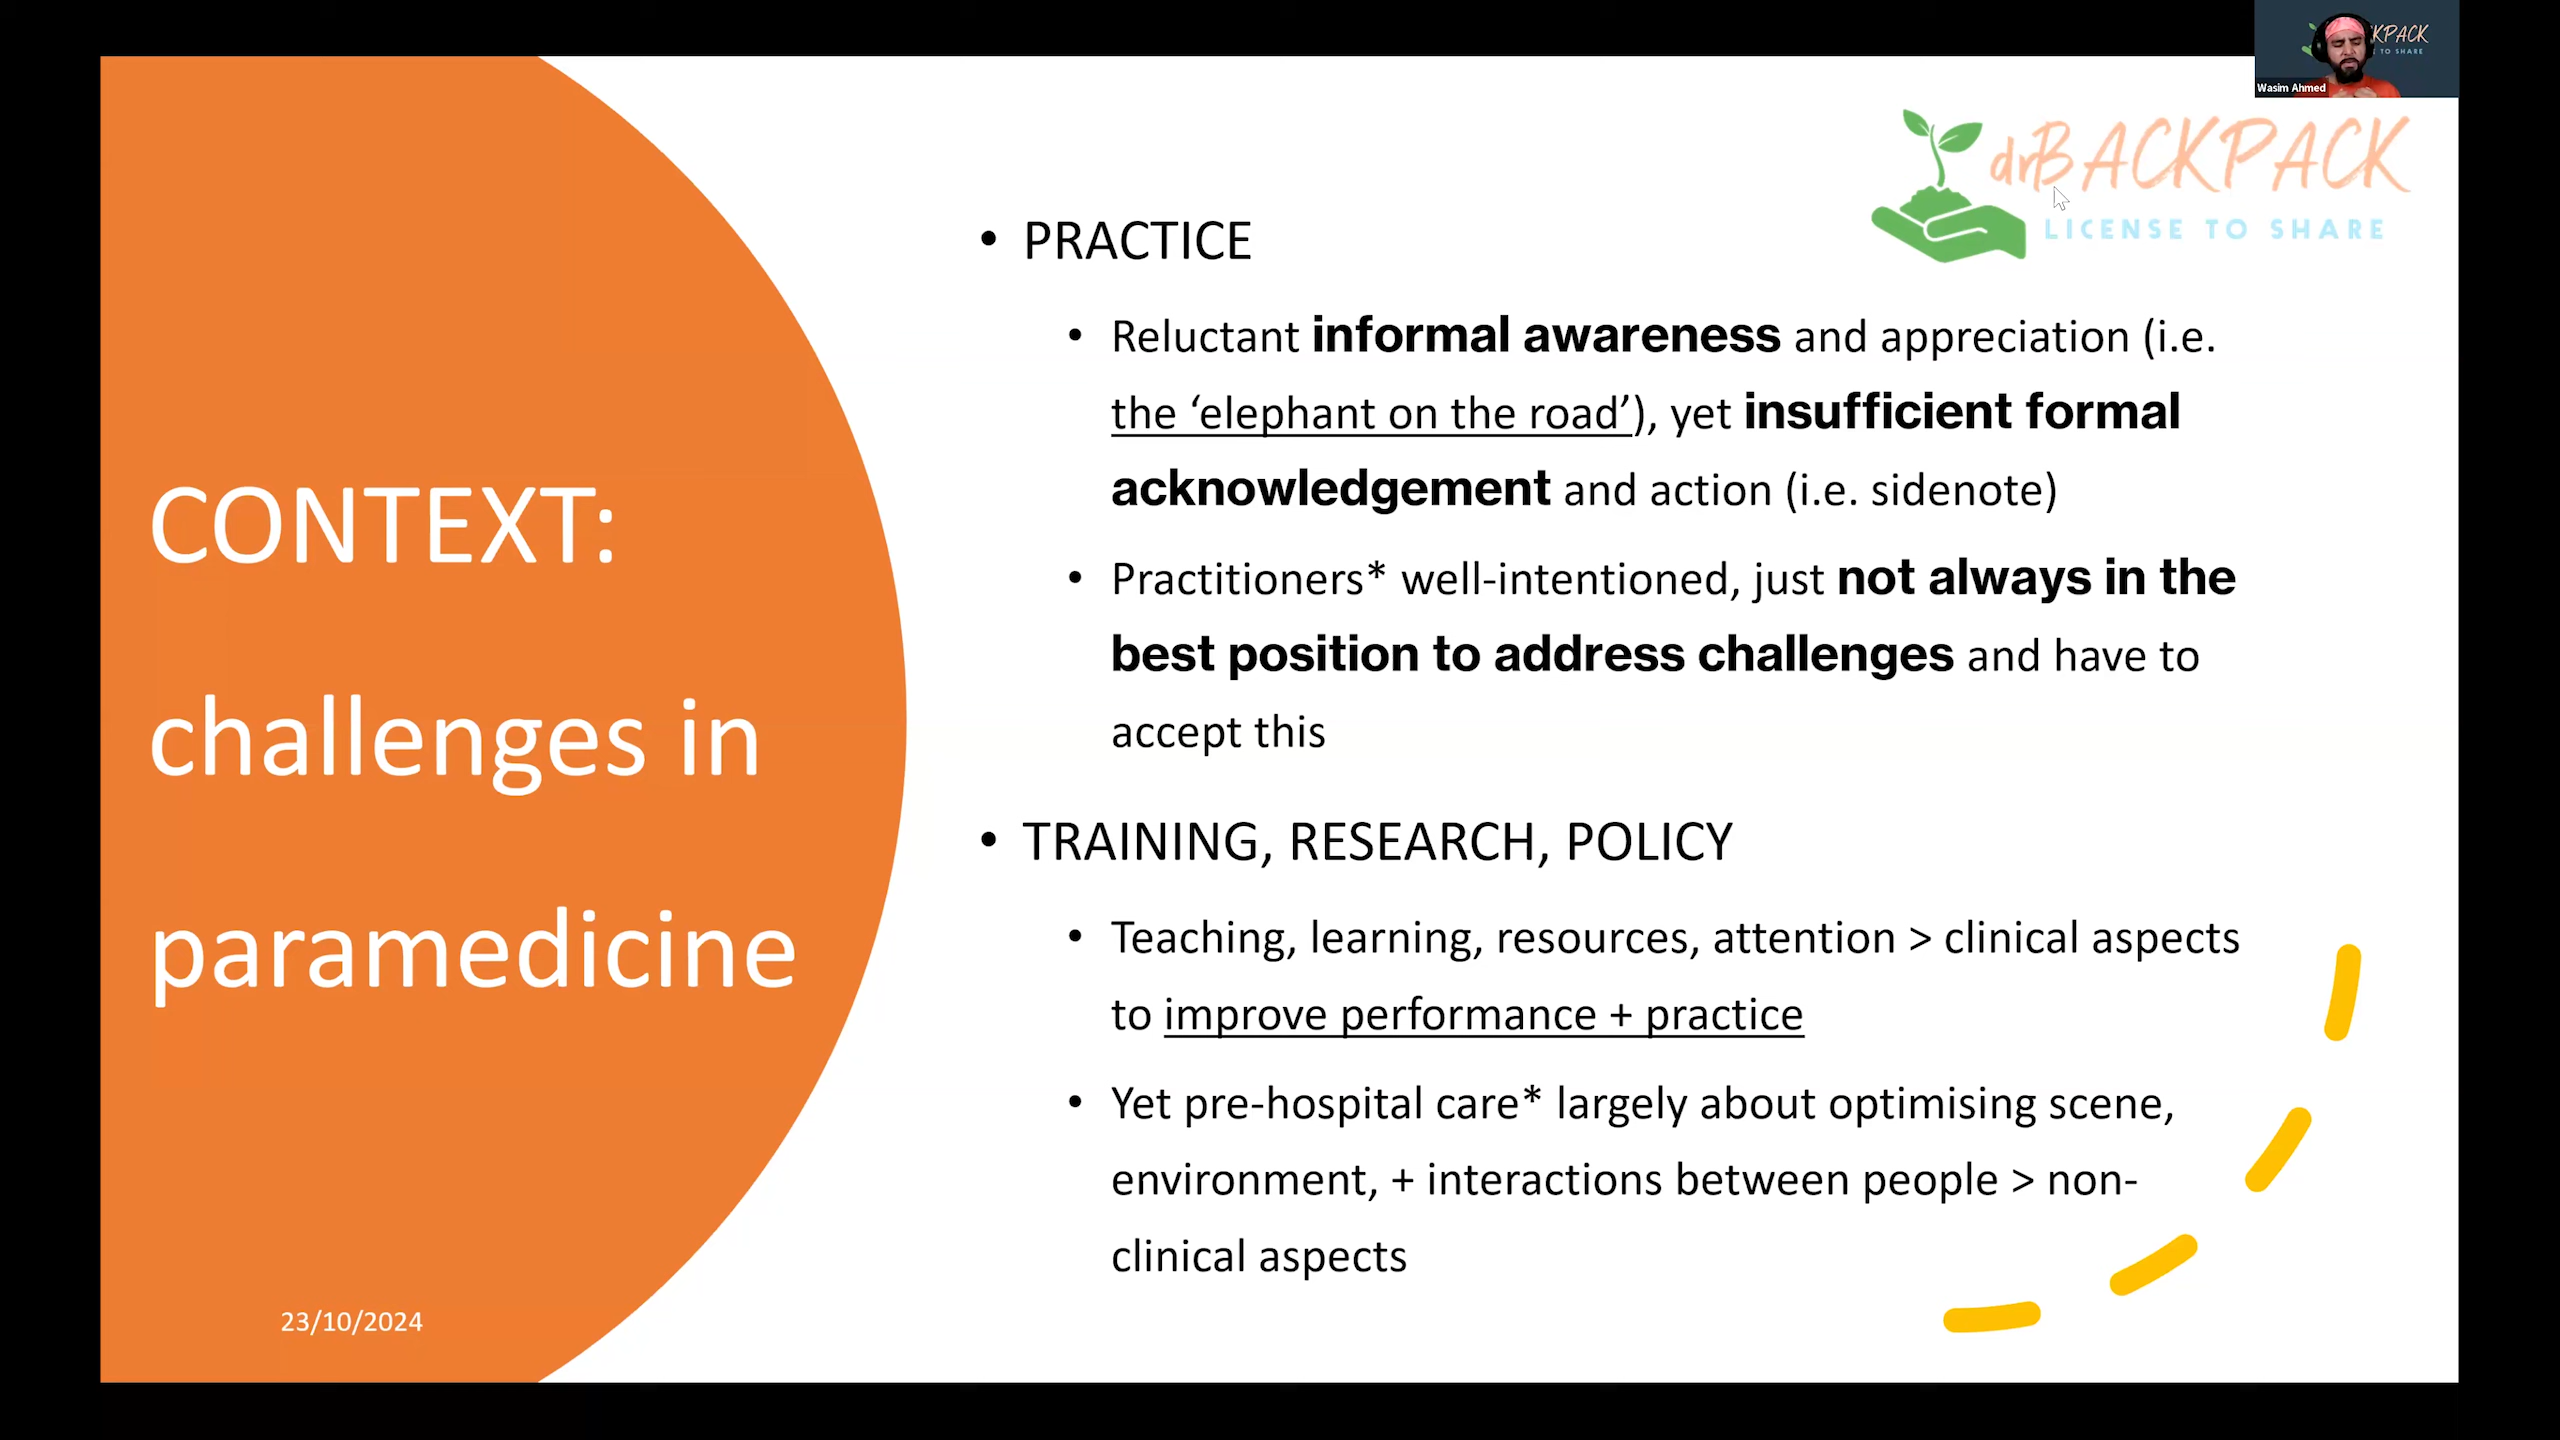 KPACK
TO SHARE
Wasim Ahmed
drBACKPACK
LICENSE TO SHARE
CONTEXT:
challenges in
paramedicine
23/10/2024
• PRACTICE
• Reluctant informal awareness and appreciation (i.e.
the ‘elephant on the road’), yet insufficient formal
acknowledgement and action (i.e. sidenote)
• Practitioners* well-intentioned, just not always in the
best position to address challenges and have to
accept this
• TRAINING, RESEARCH, POLICY
• Teaching, learning, resources, attention > clinical aspects
to improve performance + practice
• Yet pre-hospital care* largely about optimising scene,
environment, + interactions between people > non-
clinical aspects